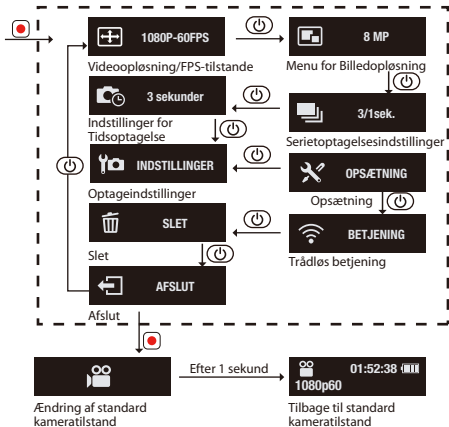 1080P-60FPS
8 MP
Videoopløsning/FPS-tilstande
Menu for Billedopløsning
3 sekunder
3/1sek.
Indstillinger for
Tidsoptagelse
Serietoptagelsesindstillinger
INDSTILLINGER
OPSÆTNING
Optageindstillinger
Opsætning
SLET
BETJENING
Slet
Trådløs betjening
AFSLUT
Afslut
Efter 1 sekund
01:52:38
1080p60
Ændring af standard
kameratilstand
Tilbage til standard
kameratilstand